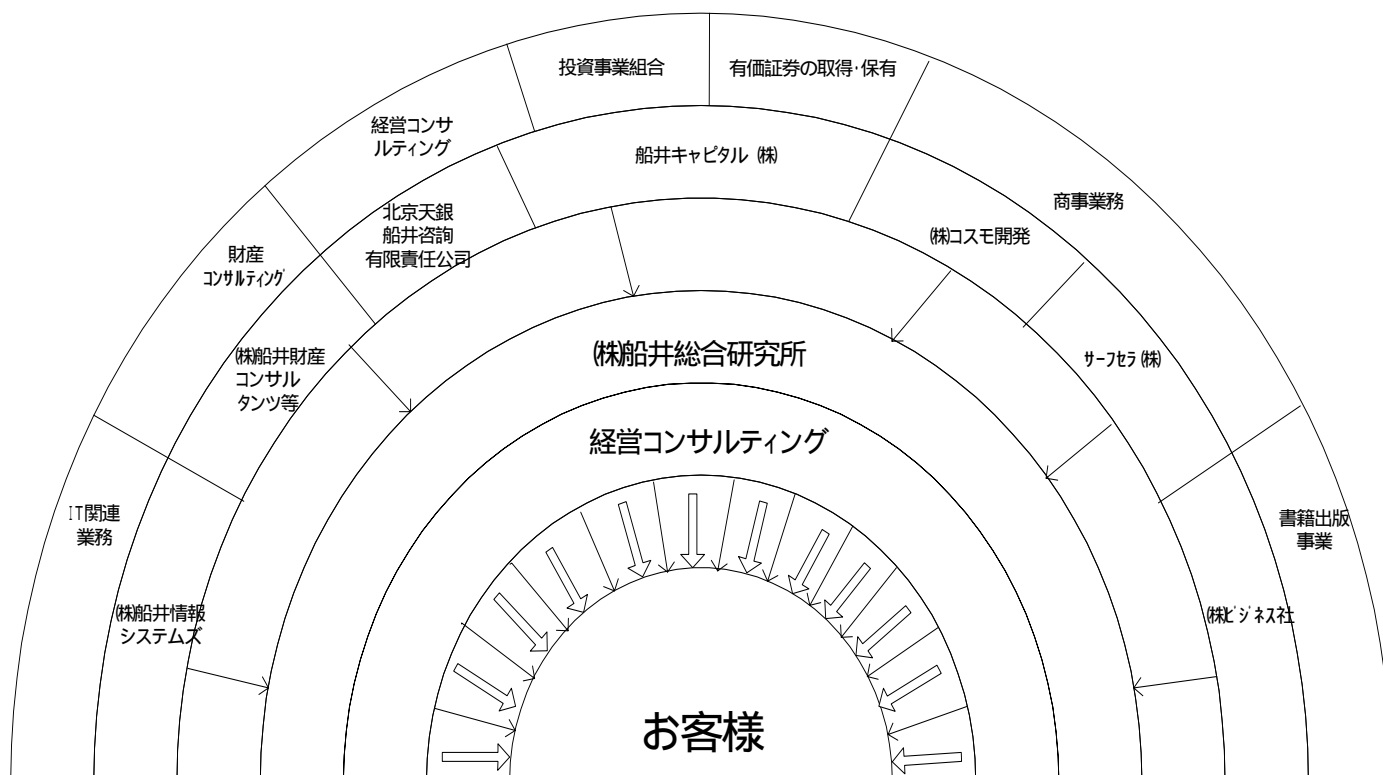 投資事業組合
有価証券の取得･保有
経営コンサ
ルティング
船井キャピタル ㈱
商事業務
北京天銀
船井咨詢
有限責任公司
㈱コスモ開発
財産
コンサルティング
㈱船井財産
コンサル
タンツ等
㈱船井総合研究所
サーフセラ ㈱
経営コンサルティング
IT関連
業務
書籍出版
事業
㈱船井情報
システムズ
㈱ビジネス社
お客様